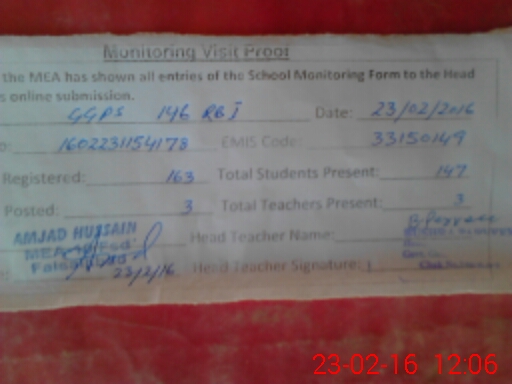 Monitoring Visit Proof
the MEA has shown all entries of the School Monitoring Form to the Head
s online submission.
GGPS 146 RB I Date: 23/02/2016
o: 1602231154178 EMIS Code: 33150149
Registered: 163 Total Students Present: 147
Posted: 3 Total Teachers Present: 3
AMJAD HUSSAIN Head Teacher Name:
MEA
23/2/16 Head Teacher Signature:
23-02-16 12:06